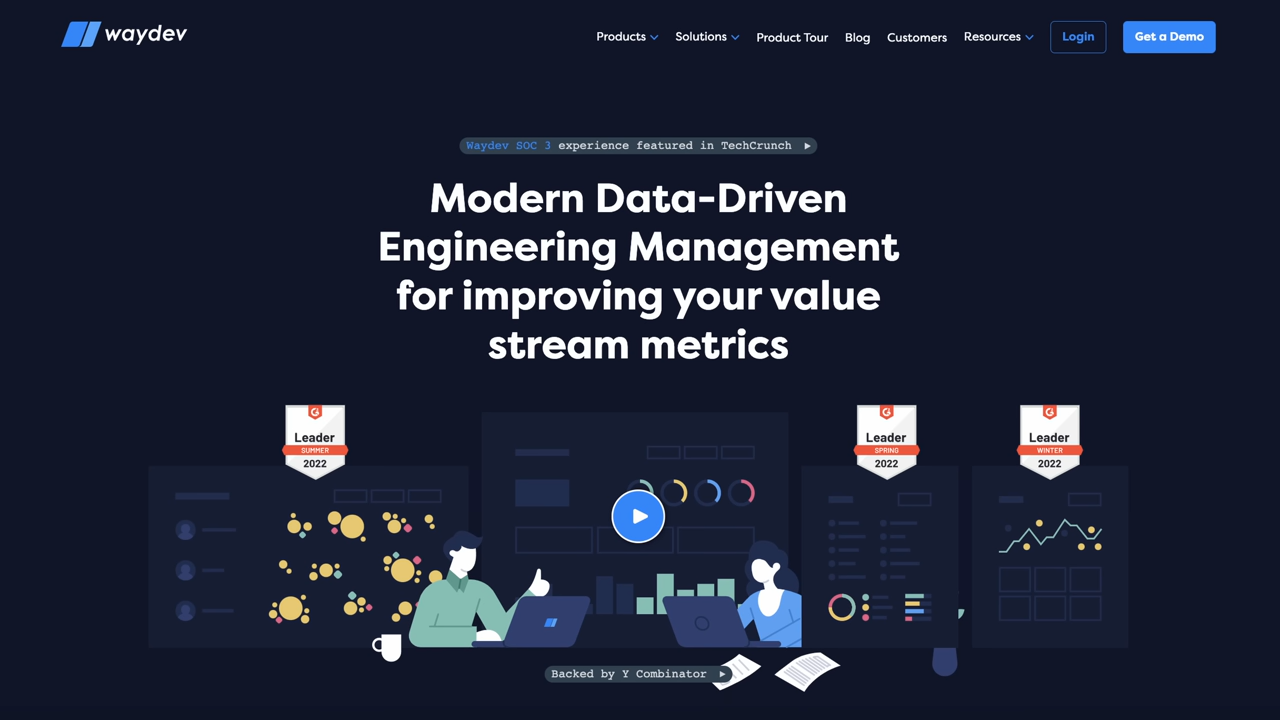 waydev
Products
Solutions
Product Tour
Blog
Customers
Resources
Login
Get a Demo
Waydev SOC 3 experience featured in TechCrunch
Modern Data-Driven
Engineering Management
for improving your value
stream metrics
Leader
SUMMER
2022
Leader
SPRING
2022
Leader
WINTER
2022
Backed by Y Combinator